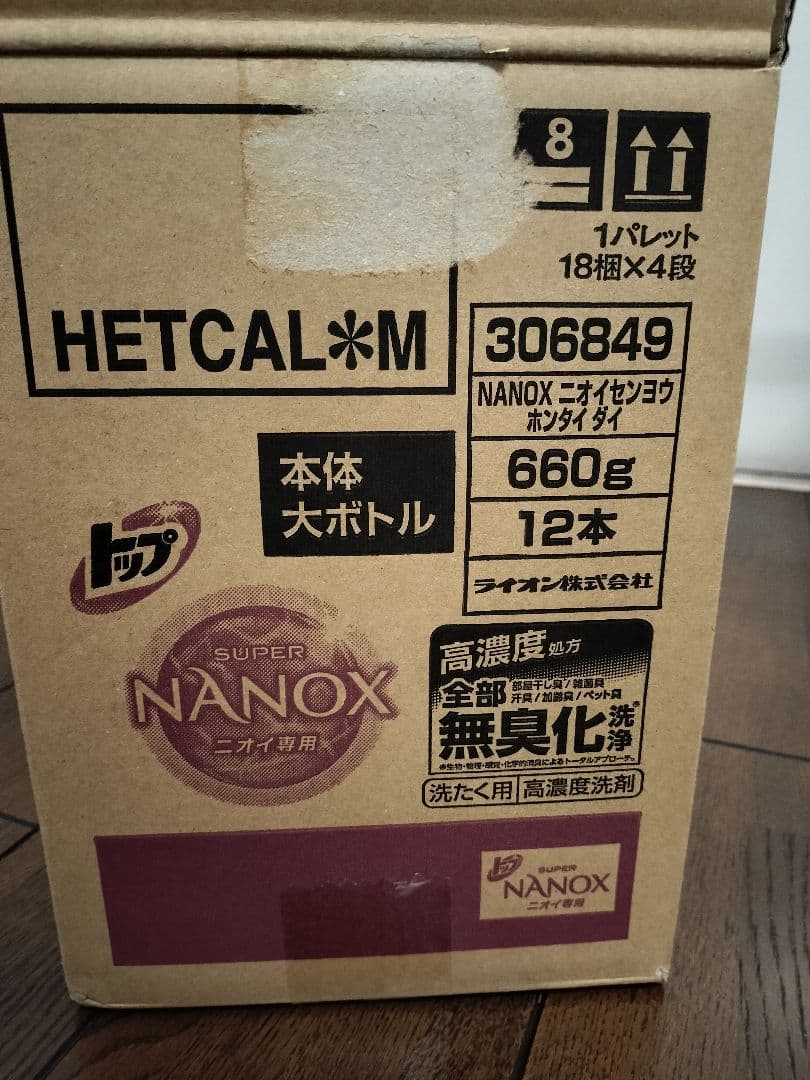 8
1パレット
18梱×4段
HETCAL*M
306849
NANOX ニオイセンヨウ
ホンタイ ダイ
660g
12本
ライオン株式会社
本体
大ボトル
トップ
SUPER
NANOX
ニオイ専用
高濃度処方
全部 部屋干し臭/雑菌臭
汗臭/加齢臭/ペット臭
無臭化洗浄※
洗たく用 高濃度洗剤
トップ
SUPER
NANOX
ニオイ専用